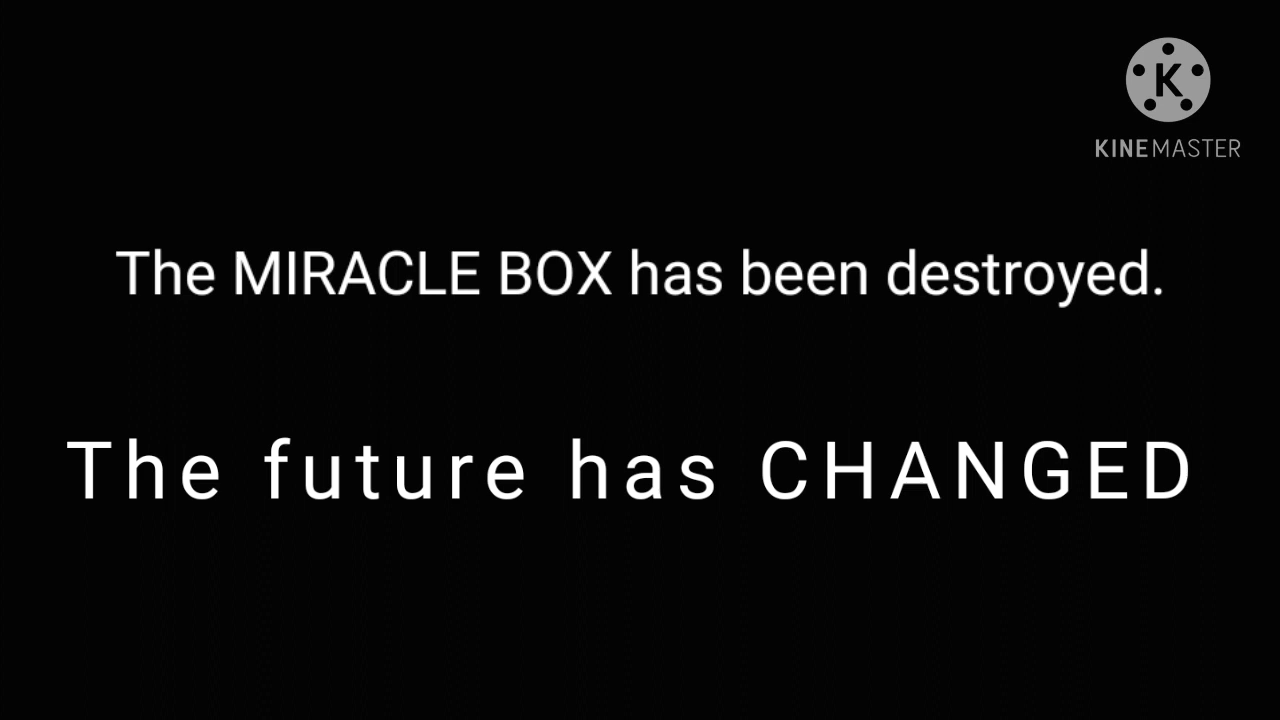 K
KINEMASTER
The MIRACLE BOX has been destroyed.
The future has CHANGED